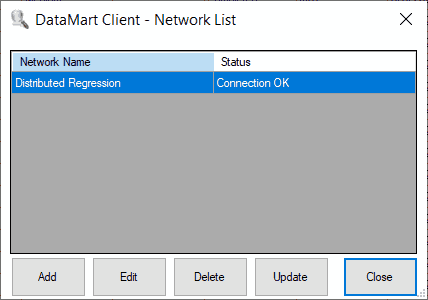 DataMart Client - Network List
Network Name Status
Distributed Regression Connection OK
Add Edit Delete Update Close